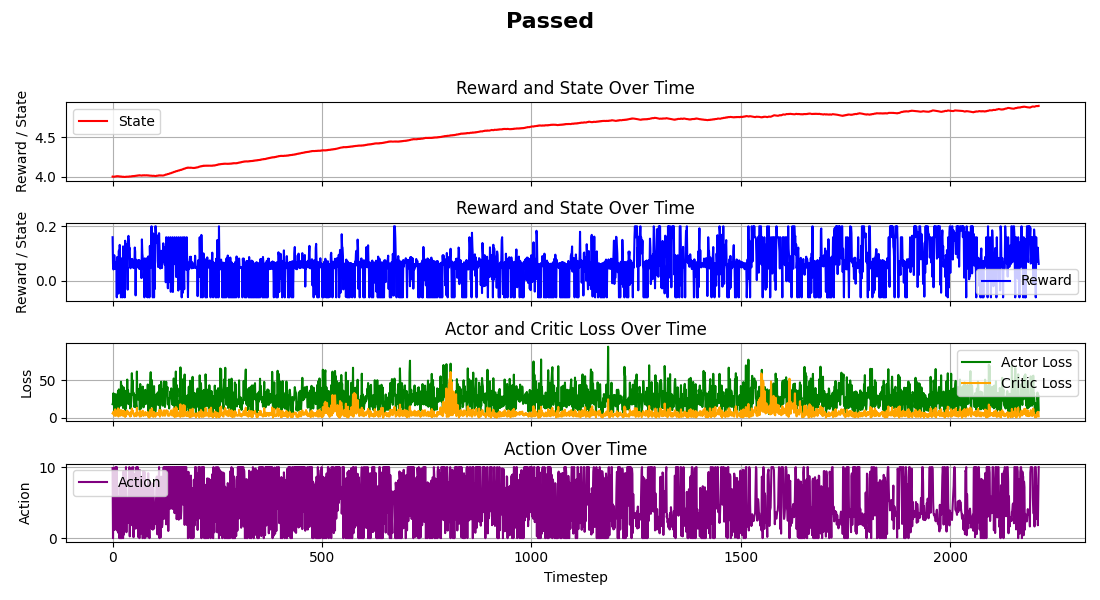 Passed
Reward and State Over Time
Reward / State
4.5
4.0
State
Reward and State Over Time
Reward / State
0.2
0.0
Reward
Actor and Critic Loss Over Time
Loss
50
0
Actor Loss
Critic Loss
Action Over Time
Action
10
0
Action
0 500 1000 1500 2000
Timestep